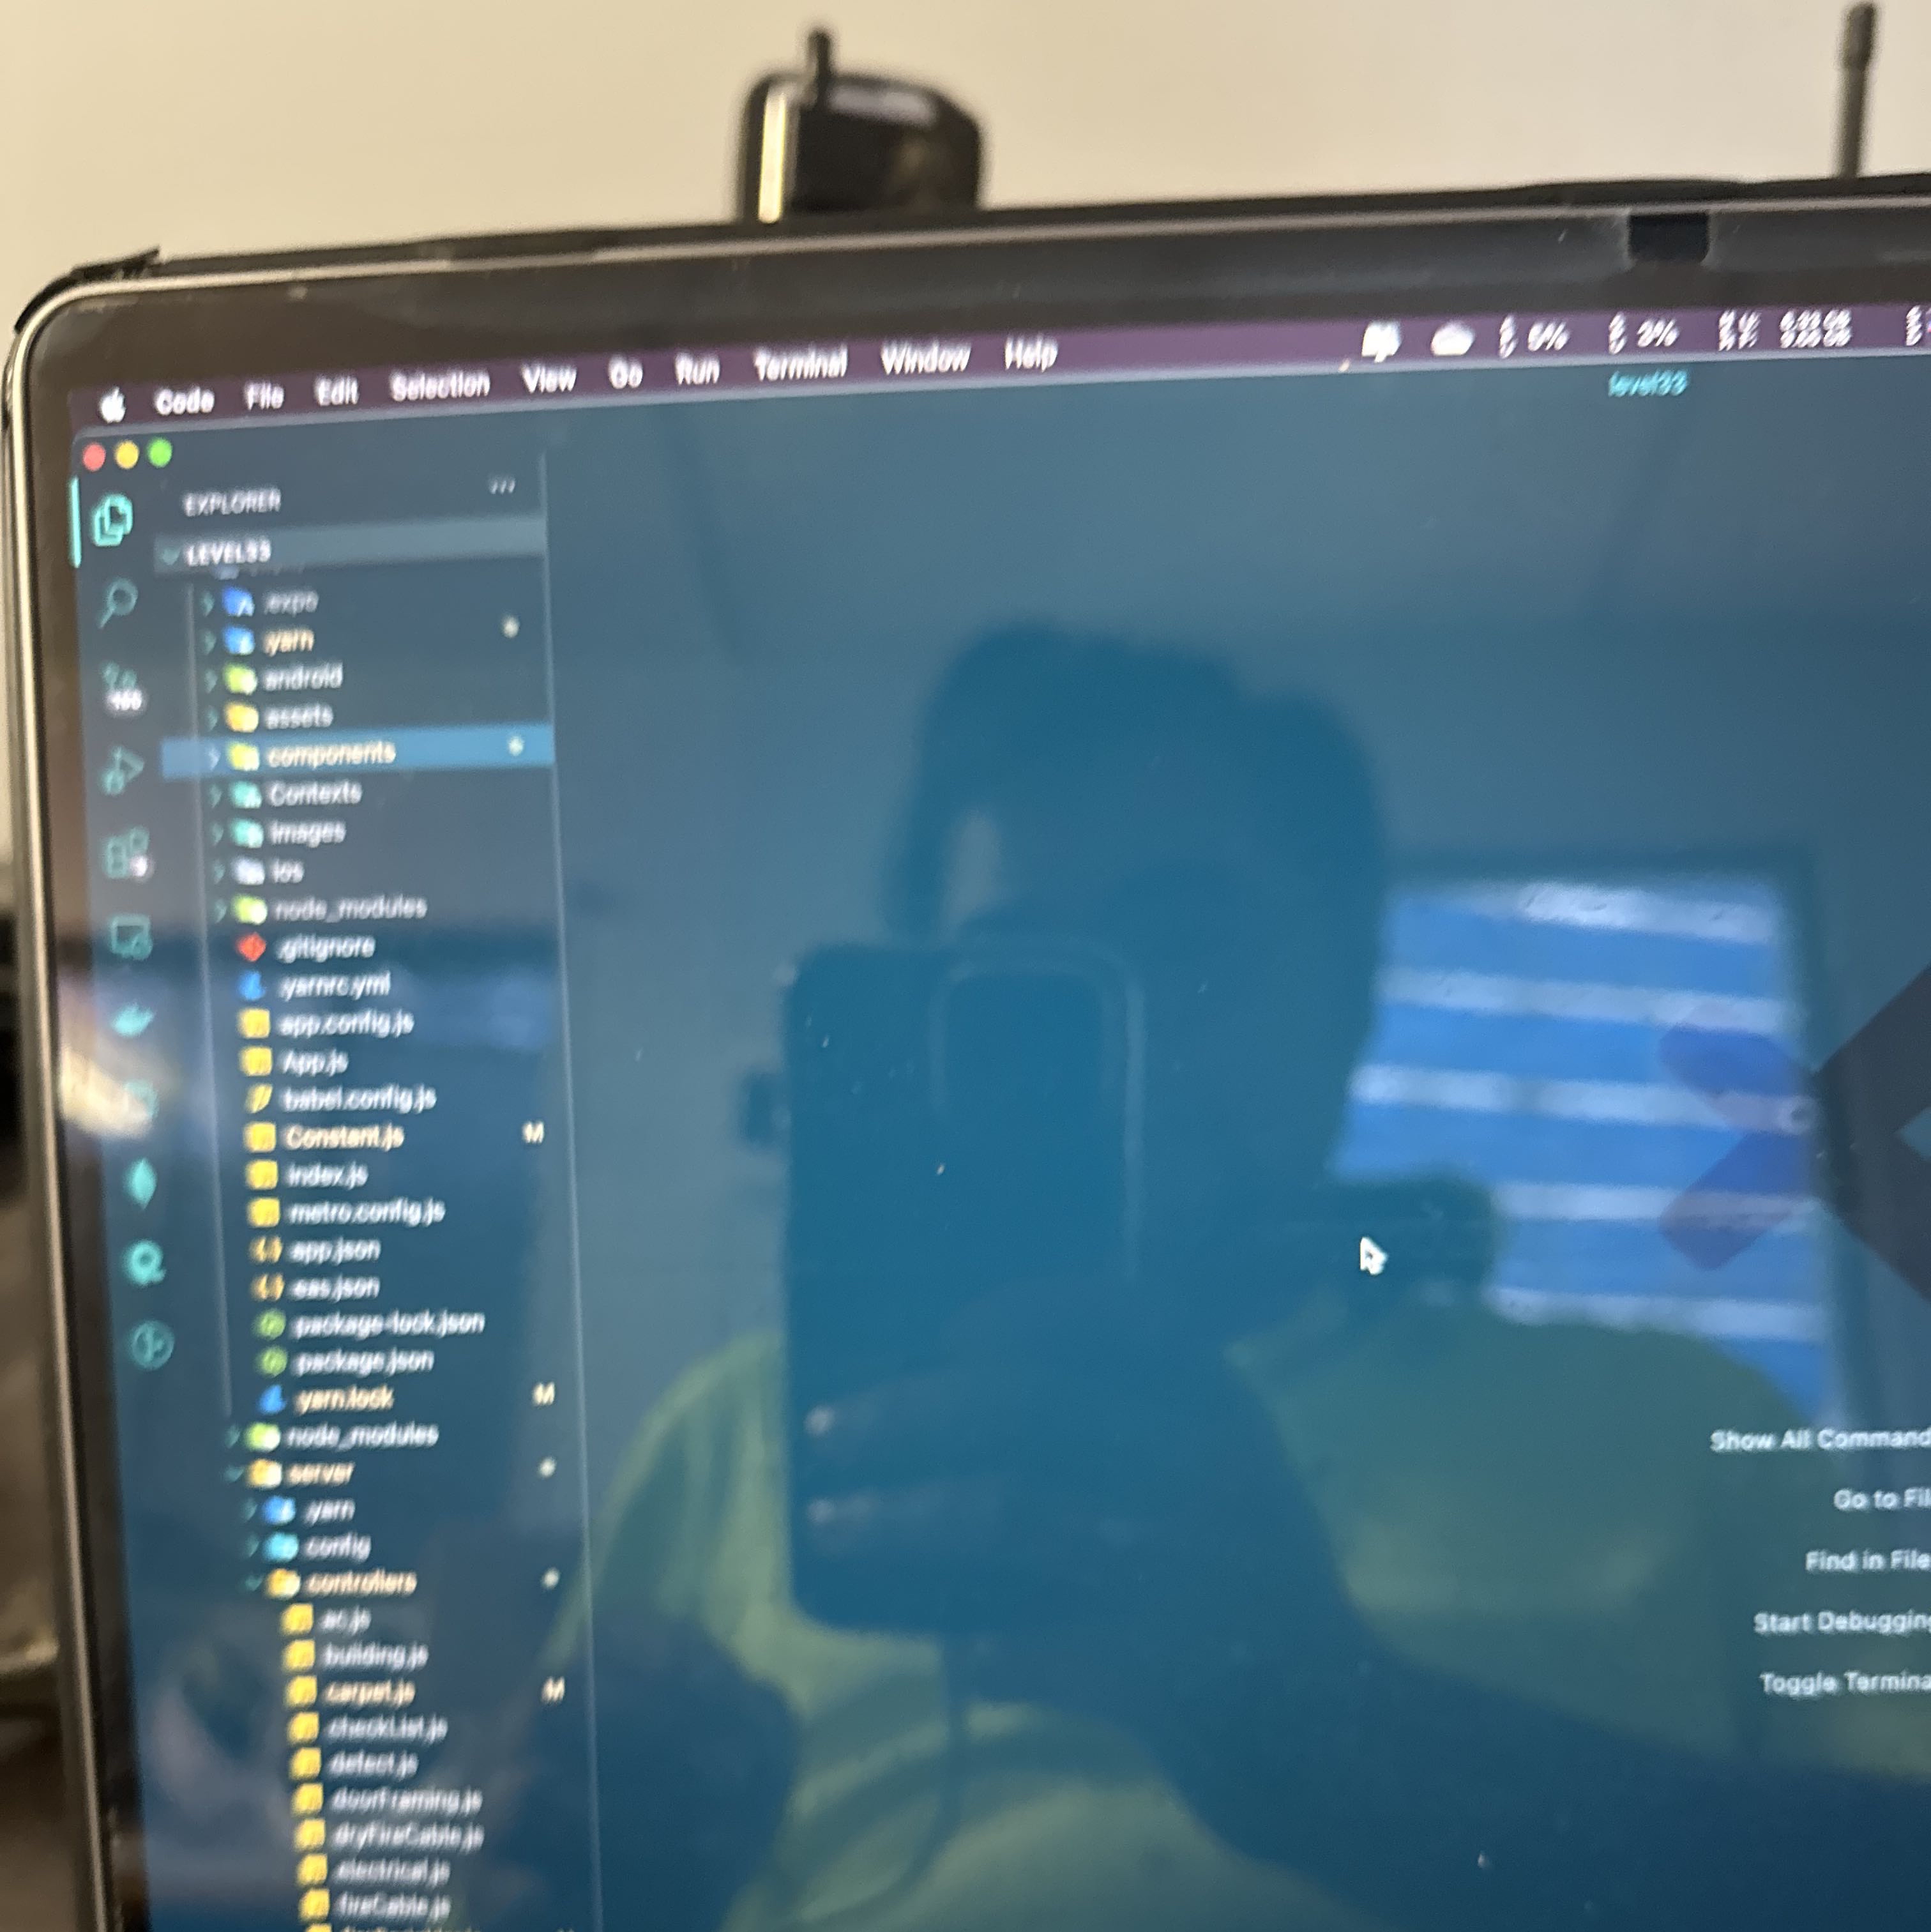 Code File Edit Selection View Go Run Terminal Window Help 5% 3%
level33
EXPLORER
LEVEL33
.expo
.yarn
android
assets
components
Contexts
images
ios
node_modules
.gitignore
.yarnrc.yml
app.config.js
App.js
babel.config.js
Constant.js M
index.js
metro.config.js
app.json
eas.json
package-lock.json
package.json
yarn.lock M
node_modules
server
.yarn
config
controllers
ac.js
building.js
carpet.js M
checkList.js
defect.js
doorFraming.js
dryFireCable.js
electrical.js
fireCable.js
Show All Command
Go to Fil
Find in File
Start Debugging
Toggle Termina